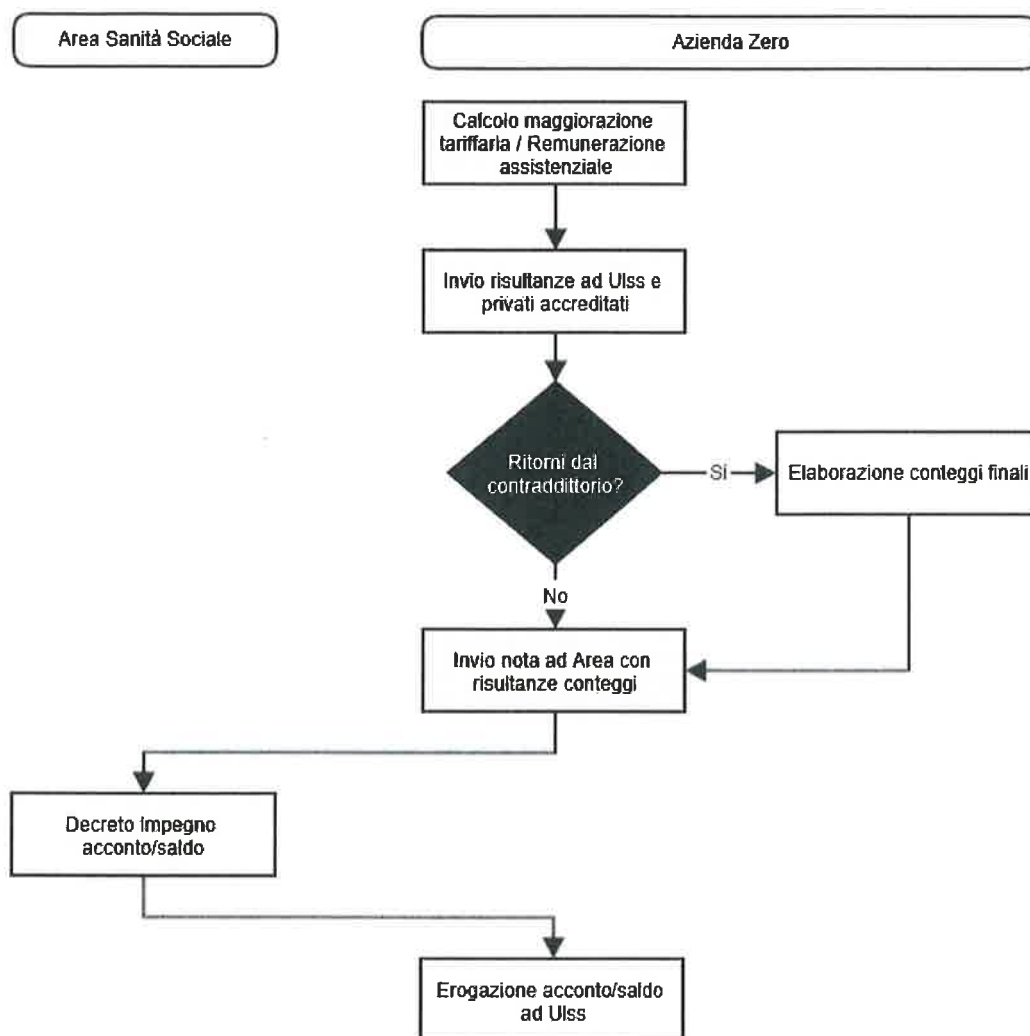 Area Sanità Sociale
Azienda Zero
Calcolo maggiorazione
tariffaria / Remunerazione
assistenziale
Invio risultanze ad Ulss e
privati accreditati
Ritorni dal
contraddittorio?
Si
Elaborazione conteggi finali
No
Invio nota ad Area con
risultanze conteggi
Decreto impegno
acconto/saldo
Erogazione acconto/saldo
ad Ulss